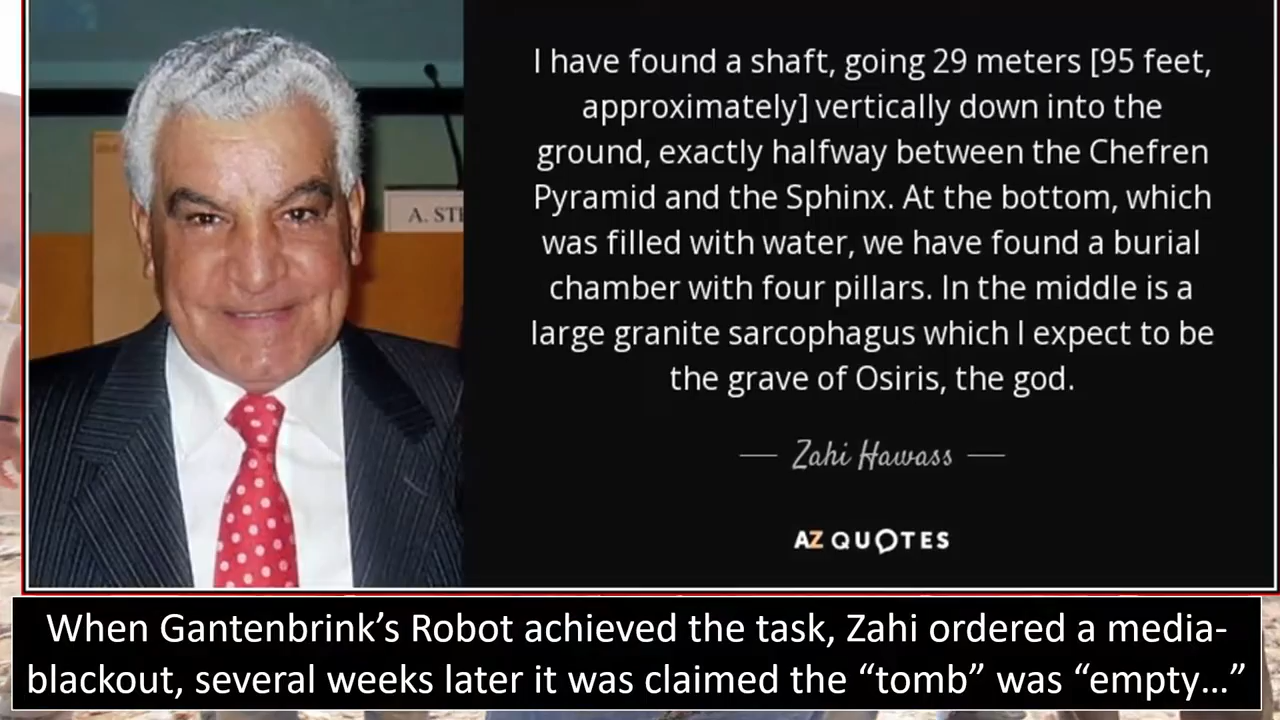 A. STE
I have found a shaft, going 29 meters [95 feet,
approximately] vertically down into the
ground, exactly halfway between the Chefren
Pyramid and the Sphinx. At the bottom, which
was filled with water, we have found a burial
chamber with four pillars. In the middle is a
large granite sarcophagus which I expect to be
the grave of Osiris, the god.
Zahi Hawass
AZ QUOTES
When Gantenbrink’s Robot achieved the task, Zahi ordered a media-
blackout, several weeks later it was claimed the “tomb” was “empty…”